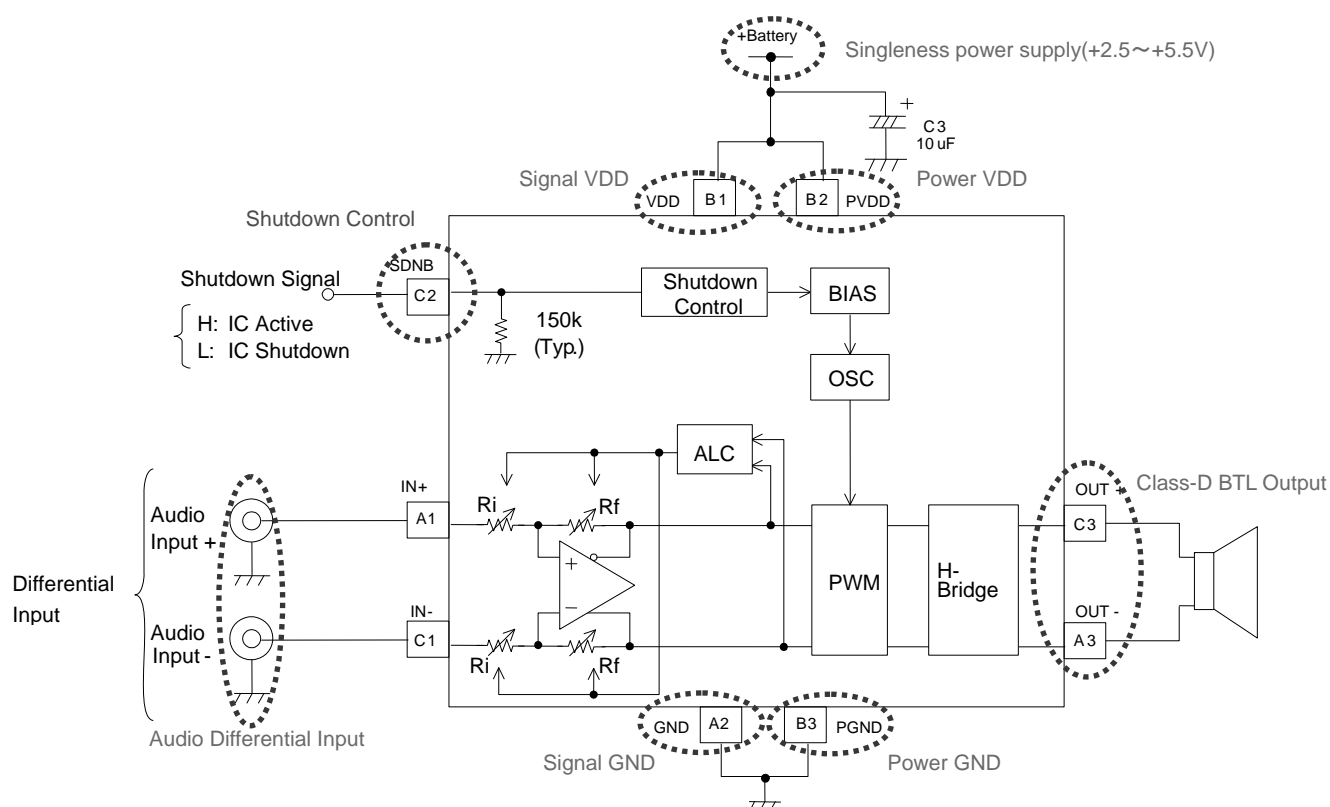 +Battery
Singleness power supply(+2.5～+5.5V)
+
C3
10 uF
Signal VDD
Power VDD
VDD
B1
B2
PVDD
Shutdown Control
SDNB
Shutdown Signal
C2
H: IC Active
L: IC Shutdown
150k
(Typ.)
Shutdown
Control
BIAS
OSC
ALC
IN+
A1
Ri
Rf
Audio
Input +
Differential
Input
+
−
PWM
H-
Bridge
OUT +
Class-D BTL Output
C3
OUT -
A3
Audio
Input -
IN-
C1
Ri
Rf
Audio Differential Input
GND
A2
B3
PGND
Signal GND
Power GND